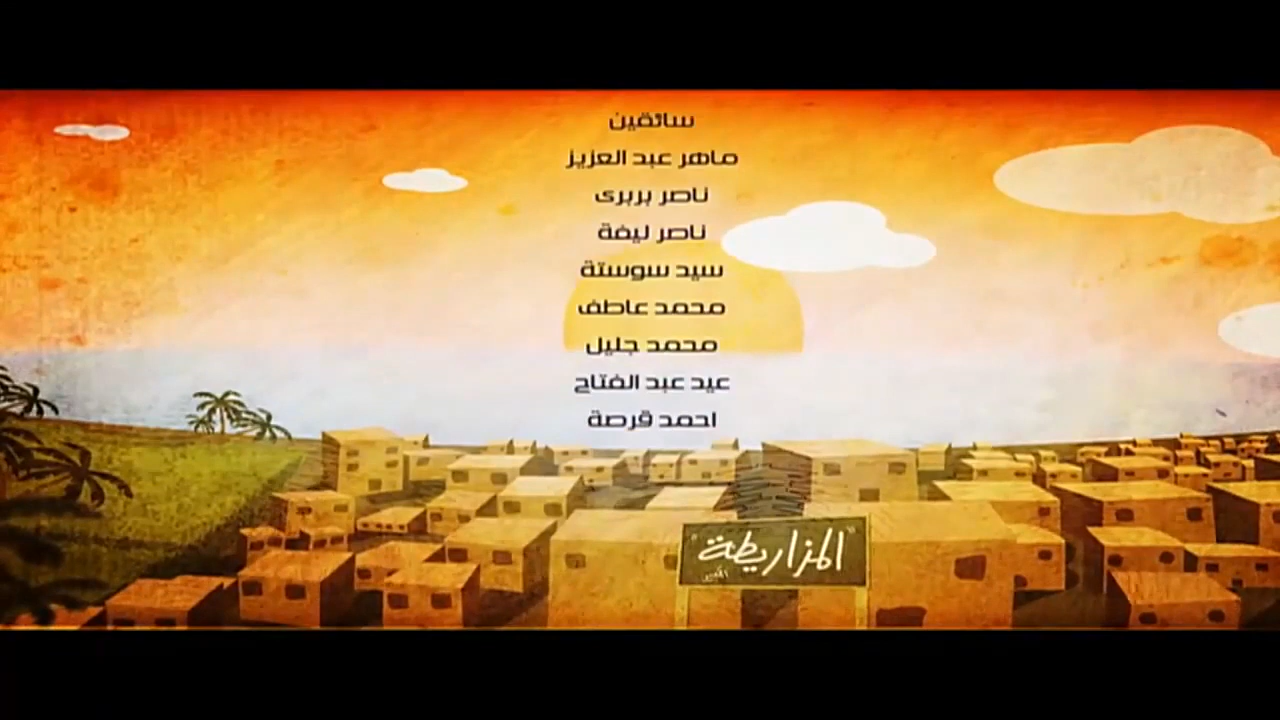 سائقين
ماهر عبد العزيز
ناصر بربرى
ناصر ليفة
سيد سوستة
محمد عاطف
محمد جليل
عيد عبد الفتاح
احمد قرصة
"المزاريطة"